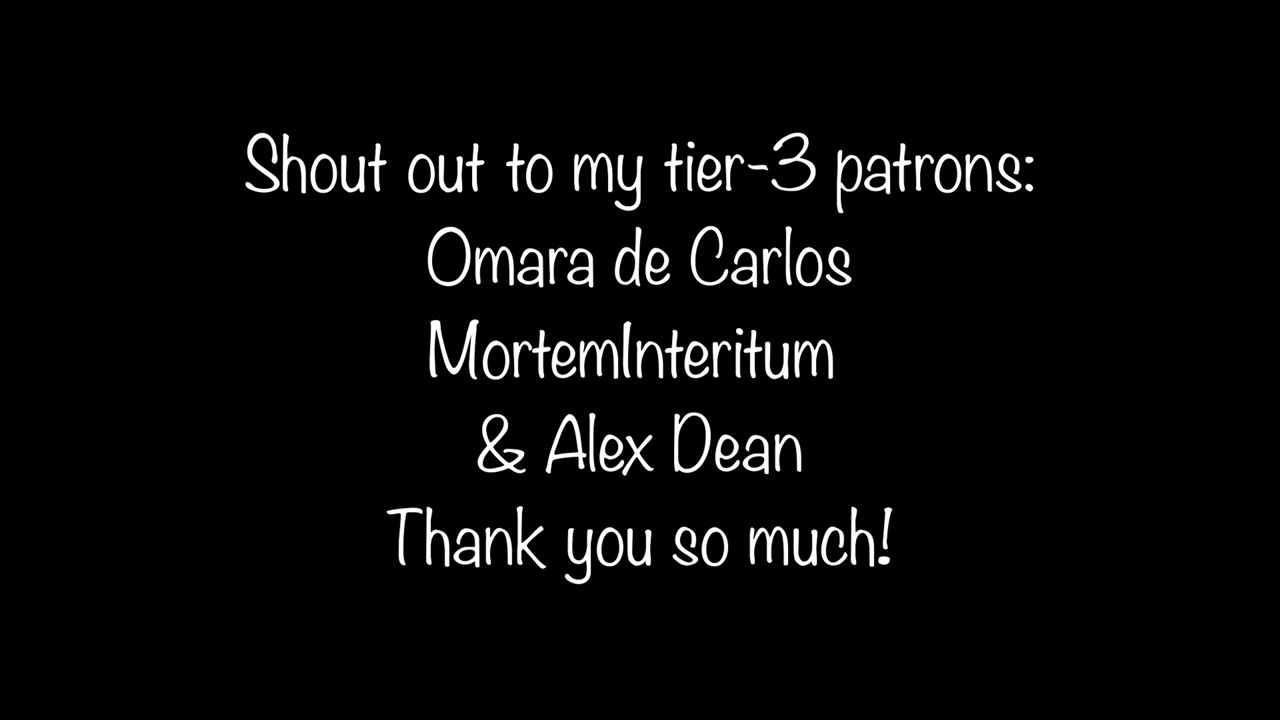 Shout out to my tier-3 patrons:
Omara de Carlos
MortemInteritum
& Alex Dean
Thank you so much!